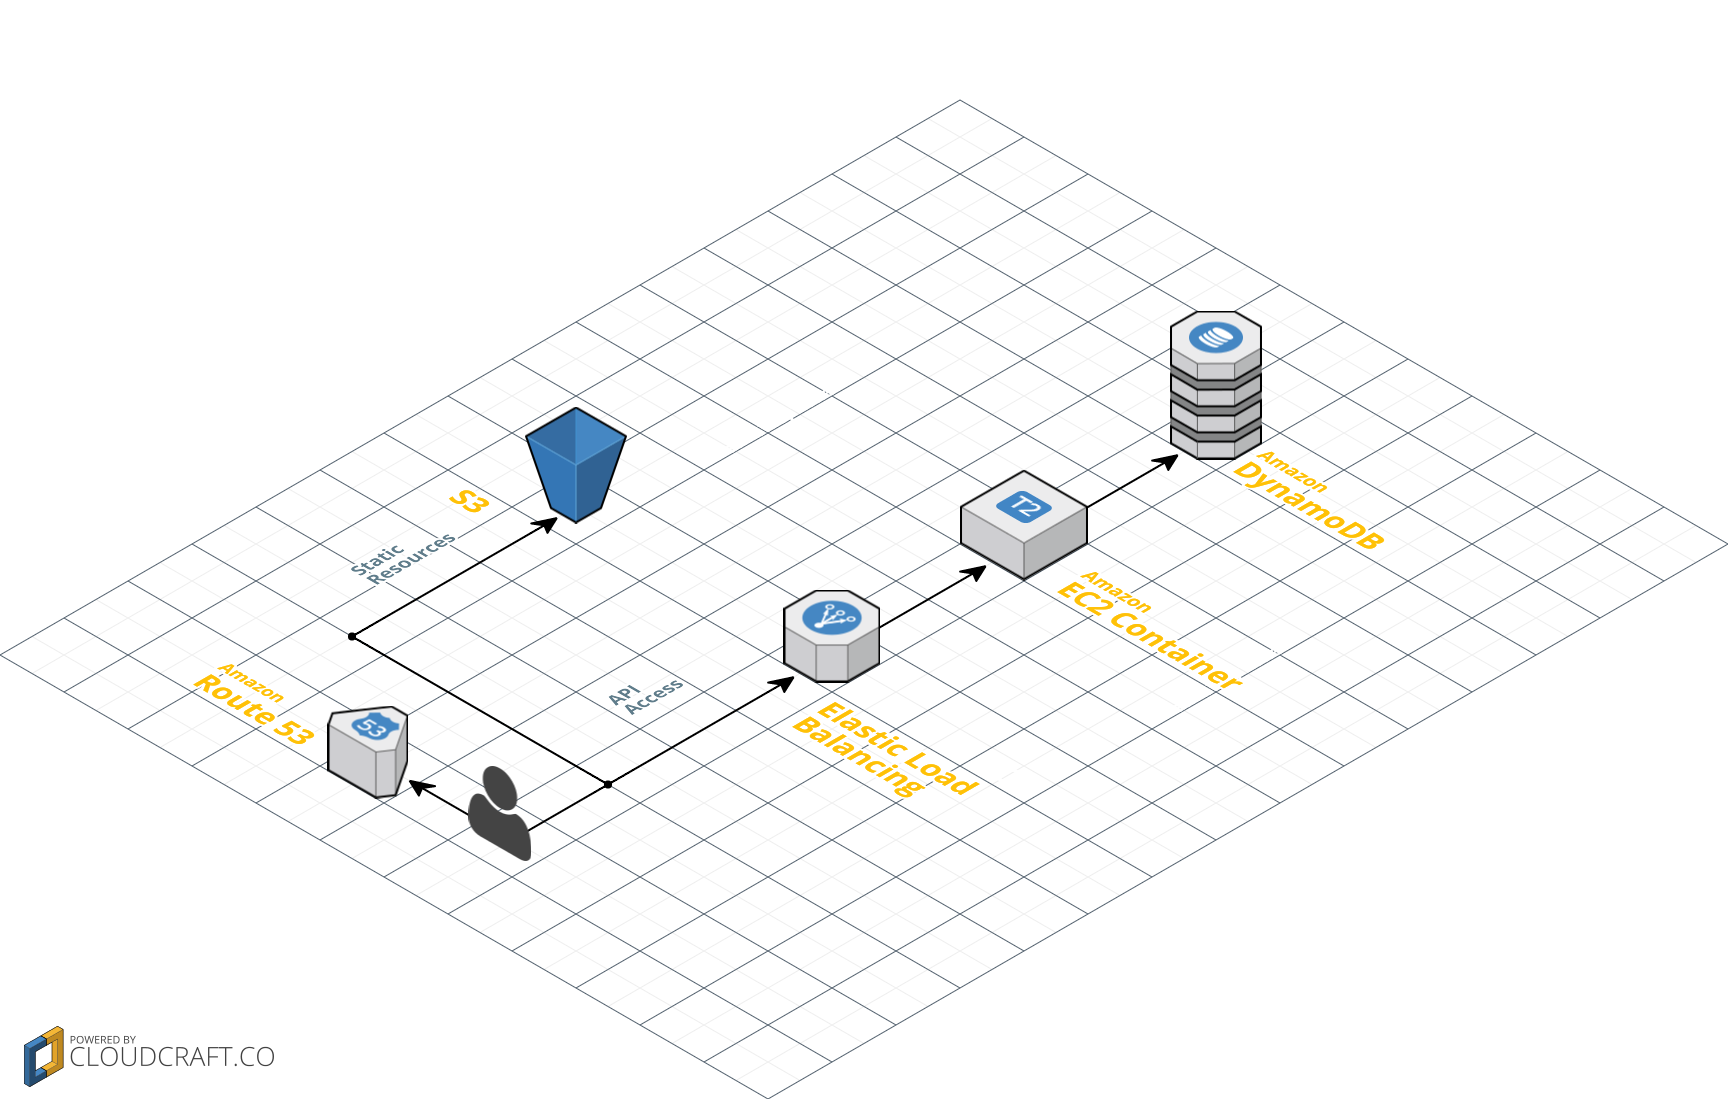 Amazon
DynamoDB
S3
T2
Static
Resources
Amazon
EC2 Container
Amazon
Route 53
API
Access
53
Elastic Load
Balancing
POWERED BY
CLOUDCRAFT.CO